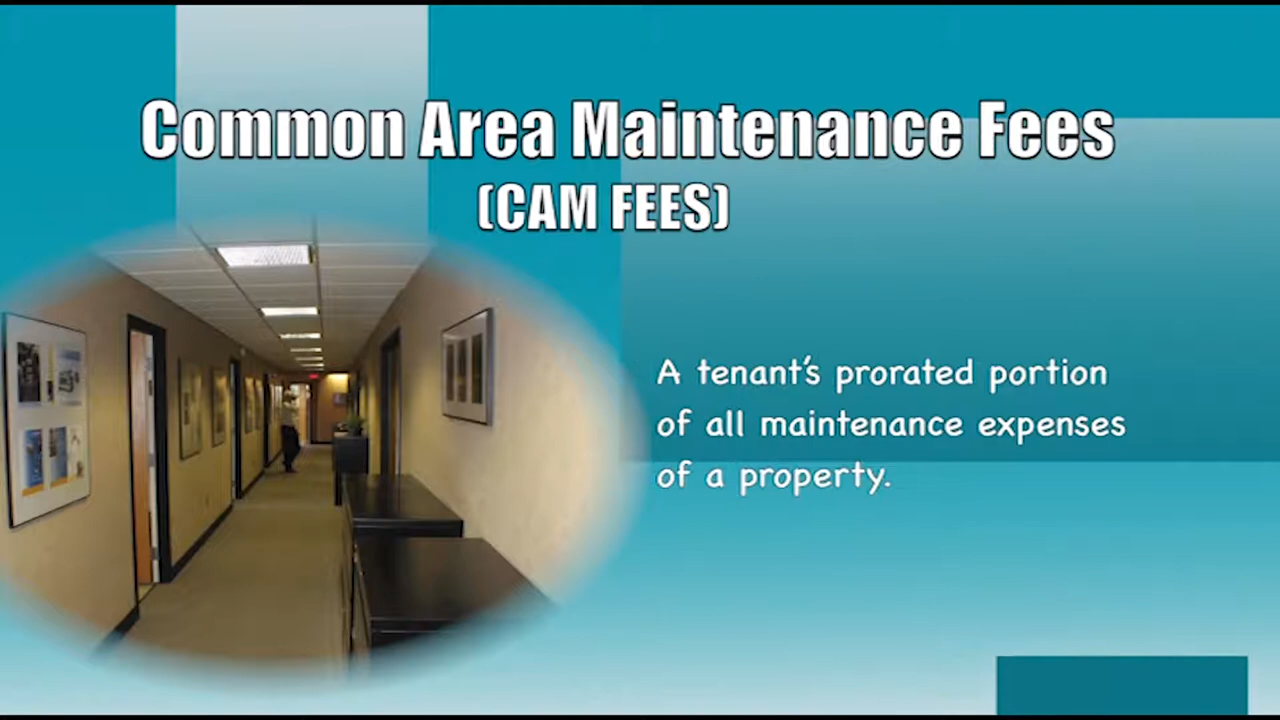 Common Area Maintenance Fees
(CAM FEES)
A tenant's prorated portion
of all maintenance expenses
of a property.